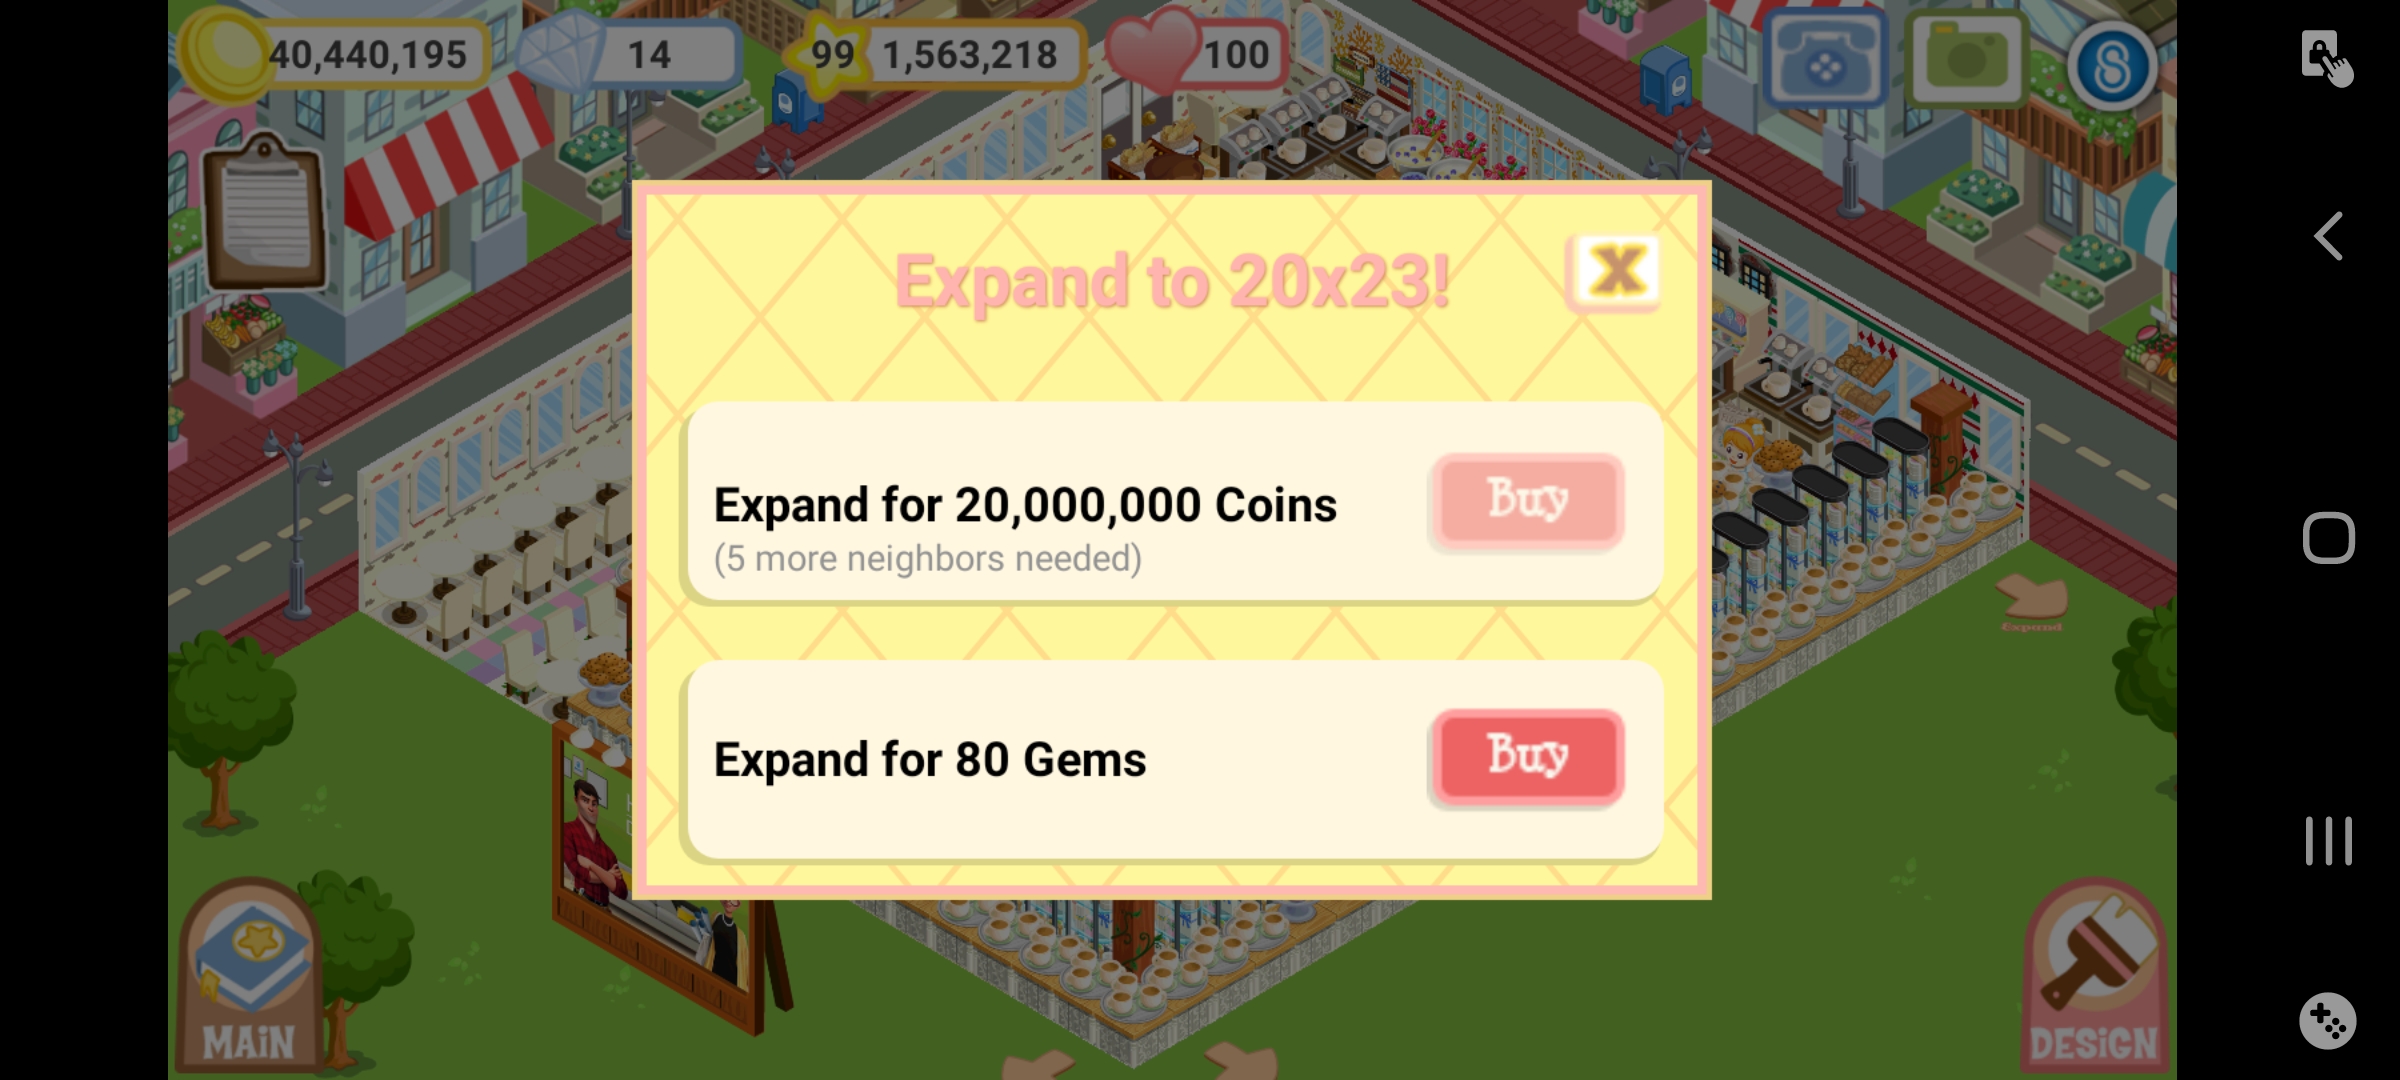 40,440,195
14
99
1,563,218
100
Expand to 20x23!
X
Expand for 20,000,000 Coins
Buy
(5 more neighbors needed)
Expand for 80 Gems
Buy
Expand
MAiN
DESiGN